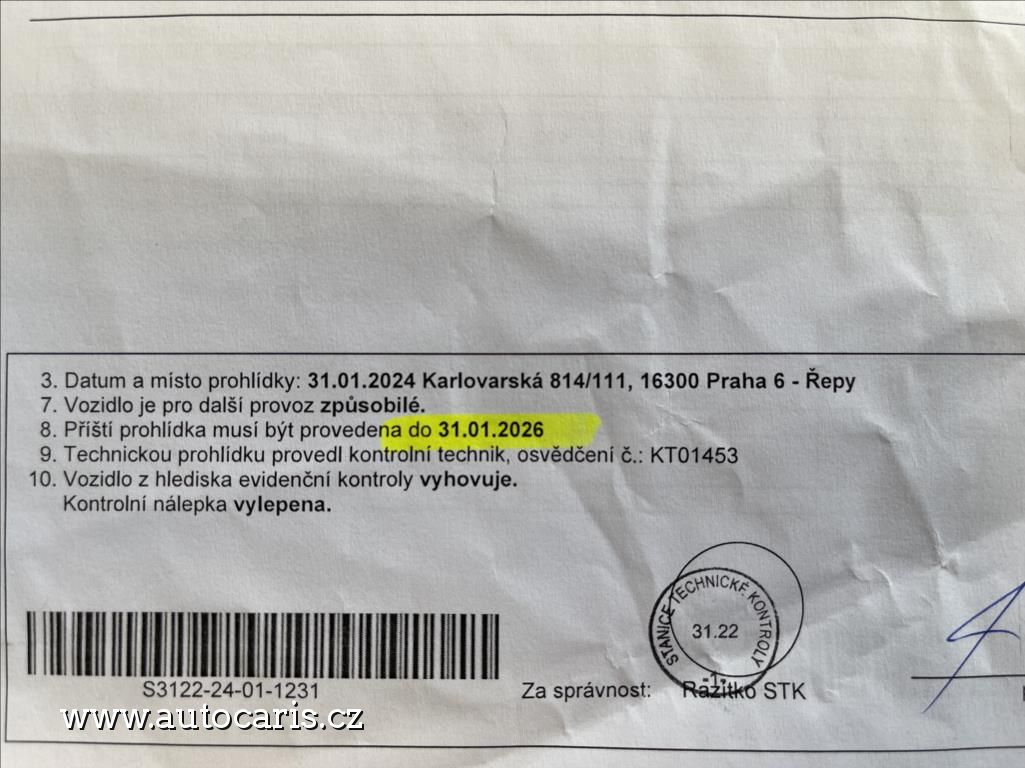 3. Datum a místo prohlídky: 31.01.2024 Karlovarská 814/111, 16300 Praha 6 - Řepy
7. Vozidlo je pro další provoz způsobilé.
8. Příští prohlídka musí být provedena do 31.01.2026
9. Technickou prohlídku provedl kontrolní technik, osvědčení č.: KT01453
10. Vozidlo z hlediska evidenční kontroly vyhovuje.
Kontrolní nálepka vylepena.
STANICE TECHNICKÉ KONTROLY
31.22
-1-
S3122-24-01-1231
Za správnost: Razítko STK
www.autocaris.cz